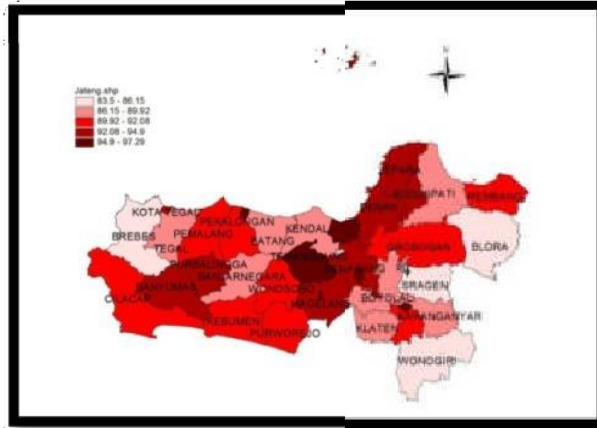 N
Jateng.shp
83.5 - 86.15
86.15 - 89.92
89.92 - 92.08
92.08 - 94.9
94.9 - 97.29
JEPARA
PATI
REMBANG
KOTA TEGAL
PEKALONGAN
KENDAL
DEMAK
BREBES
PEMALANG
BATANG
GROBOGAN
BLORA
TEGAL
PURBALINGGA
BANJARNEGARA
SRAGEN
BANYUMAS
WONOSOBO
CILACAP
MAGELANG
BOYOLALI
KARANGANYAR
KEBUMEN
PURWOREJO
KLATEN
WONOGIRI